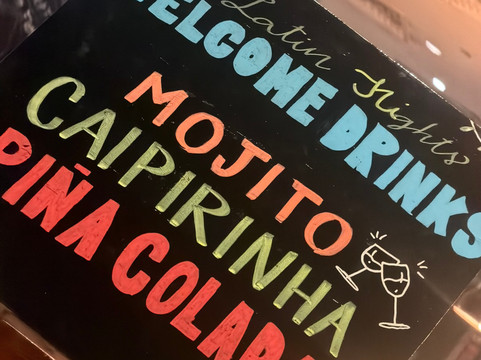 Latin Nights
WELCOME DRINKS
MOJITO
CAIPIRINHA
PIÑA COLADA